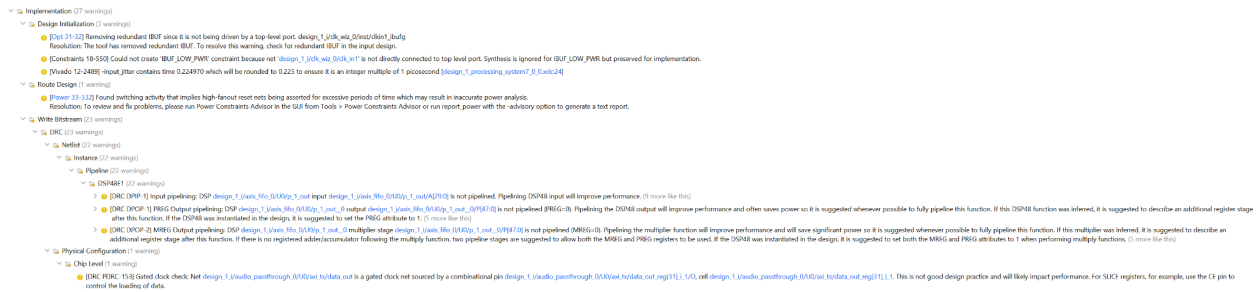 Implementation (27 warnings)
Design Initialization (3 warnings)
[Opt 31-32] Removing redundant IBUF since it is not being driven by a top-level port. design_1_i/clk_wiz_0/inst/clkin1_ibufg
Resolution: The tool has removed redundant IBUF. To resolve this warning, check for redundant IBUF in the input design.
[Constraints 18-550] Could not create 'IBUF_LOW_PWR' constraint because net 'design_1_i/clk_wiz_0/clk_in1' is not directly connected to top level port. Synthesis is ignored for IBUF_LOW_PWR but preserved for implementation.
[Vivado 12-2489] -input_jitter contains time 0.224970 which will be rounded to 0.225 to ensure it is an integer multiple of 1 picosecond [design_1_processing_system7_0_0.xdc:24]
Route Design (1 warning)
[Power 33-332] Found switching activity that implies high-fanout reset nets being asserted for excessive periods of time which may result in inaccurate power analysis.
Resolution: To review and fix problems, please run Power Constraints Advisor in the GUI from Tools > Power Constraints Advisor or run report_power with the -advisory option to generate a text report.
Write Bitstream (23 warnings)
DRC (23 warnings)
Netlist (22 warnings)
Instance (22 warnings)
Pipeline (22 warnings)
DSP48E1 (22 warnings)
[DRC DPIP-1] Input pipelining: DSP design_1_i/axis_fifo_0/U0/p_1_out input design_1_i/axis_fifo_0/U0/p_1_out/A[29:0] is not pipelined. Pipelining DSP48 input will improve performance. (9 more like this)
[DRC DPOP-1] PREG Output pipelining: DSP design_1_i/axis_fifo_0/U0/p_1_out__0 output design_1_i/axis_fifo_0/U0/p_1_out__0/P[47:0] is not pipelined (PREG=0). Pipelining the DSP48 output will improve performance and often saves power so it is suggested whenever possible to fully pipeline this function. If this DSP48 function was inferred, it is suggested to describe an additional register stage
after this function. If the DSP48 was instantiated in the design, it is suggested to set the PREG attribute to 1. (5 more like this)
[DRC DPOP-2] MREG Output pipelining: DSP design_1_i/axis_fifo_0/U0/p_1_out__0 multiplier stage design_1_i/axis_fifo_0/U0/p_1_out__0/P[47:0] is not pipelined (MREG=0). Pipelining the multiplier function will improve performance and will save significant power so it is suggested whenever possible to fully pipeline this function. If this multiplier was inferred, it is suggested to describe an
additional register stage after this function. If there is no registered adder/accumulator following the multiply function, two pipeline stages are suggested to allow both the MREG and PREG registers to be used. If the DSP48 was instantiated in the design, it is suggested to set both the MREG and PREG attributes to 1 when performing multiply functions. (5 more like this)
Physical Configuration (1 warning)
Chip Level (1 warning)
[DRC PDRC-153] Gated clock check: Net design_1_i/audio_passthrough_0/U0/axi_tx/data_out is a gated clock net sourced by a combinational pin design_1_i/audio_passthrough_0/U0/axi_tx/data_out_reg[31]_i_1/O, cell design_1_i/audio_passthrough_0/U0/axi_tx/data_out_reg[31]_i_1. This is not good design practice and will likely impact performance. For SLICE registers, for example, use the CE pin to
control the loading of data.